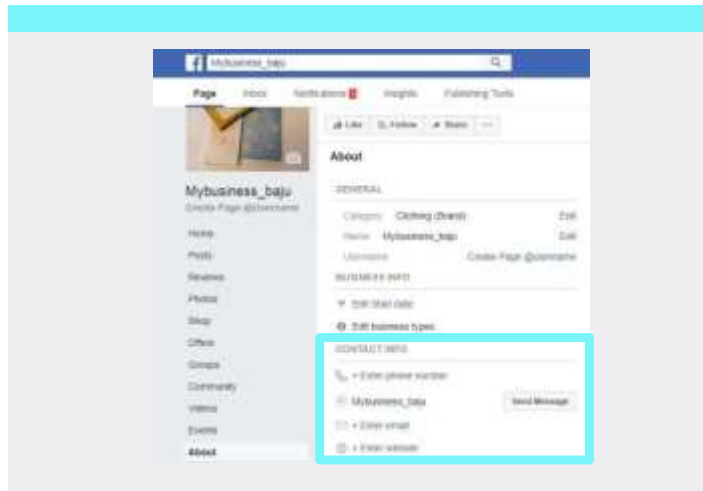 Mybusiness_baju
Page Inbox Notifications Insights Publishing Tools
Like Follow Share
About
Mybusiness_baju
Create Page @Username
GENERAL
Category Clothing (Brand) Edit
Name Mybusiness_baju Edit
Username Create Page @username
Home
Posts
Reviews
Photos
Shop
Offers
Groups
Community
Videos
Events
About
BUSINESS INFO
Edit Start date
Edit business types
CONTACT INFO
+ Enter phone number
Mybusiness_baju Send Message
+ Enter email
+ Enter website